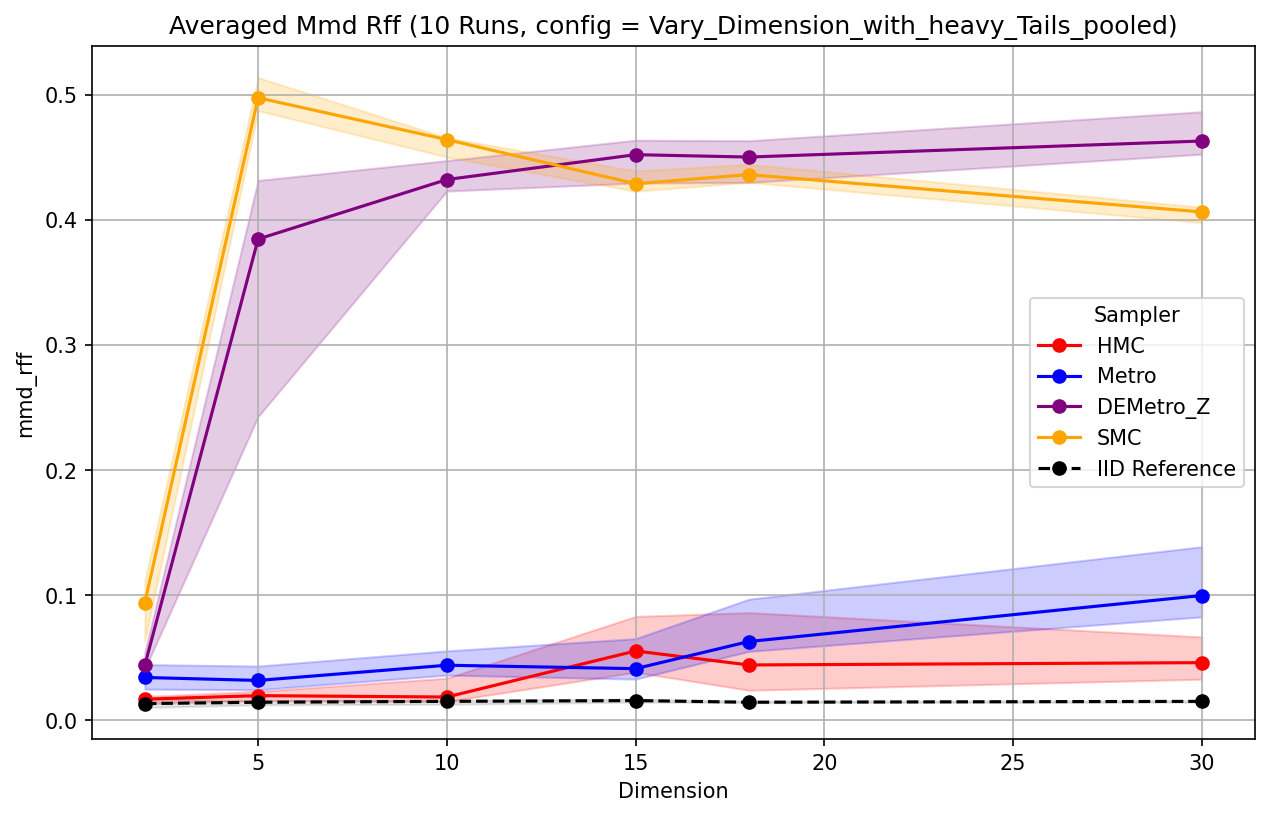 Averaged Mmd Rff (10 Runs, config = Vary_Dimension_with_heavy_Tails_pooled)
mmd_rff
0.5
0.4
0.3
0.2
0.1
0.0
Sampler
HMC
Metro
DEMetro_Z
SMC
IID Reference
5 10 15 20 25 30
Dimension